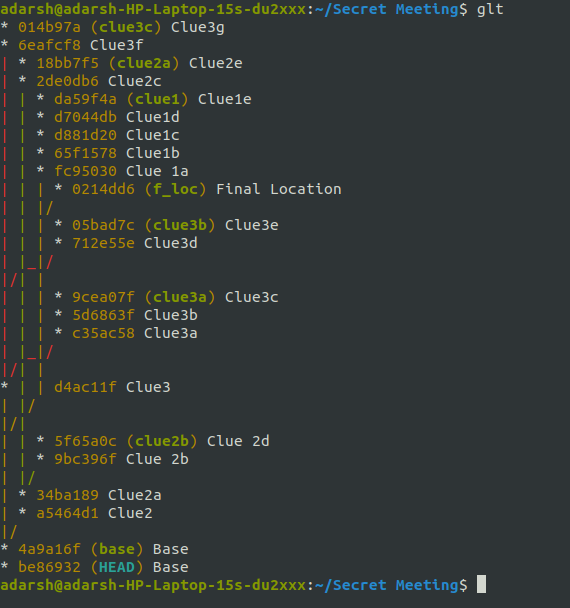 adarsh@adarsh-HP-Laptop-15s-du2xxx:~/Secret Meeting$ glt
* 014b97a (clue3c) Clue3g
* 6eafcf8 Clue3f
| * 18bb7f5 (clue2a) Clue2e
| * 2de0db6 Clue2c
| | * da59f4a (clue1) Clue1e
| | * d7044db Clue1d
| | * d881d20 Clue1c
| | * 65f1578 Clue1b
| | * fc95030 Clue 1a
| | | * 0214dd6 (f_loc) Final Location
| | |/
| | | * 05bad7c (clue3b) Clue3e
| | | * 712e55e Clue3d
| |_|/
|/| |
| | | * 9cea07f (clue3a) Clue3c
| | | * 5d6863f Clue3b
| | | * c35ac58 Clue3a
| |_|/
|/| |
* | | d4ac11f Clue3
| |/
|/|
| | * 5f65a0c (clue2b) Clue 2d
| | * 9bc396f Clue 2b
| |/
| * 34ba189 Clue2a
| * a5464d1 Clue2
|/
* 4a9a16f (base) Base
* be86932 (HEAD) Base
adarsh@adarsh-HP-Laptop-15s-du2xxx:~/Secret Meeting$